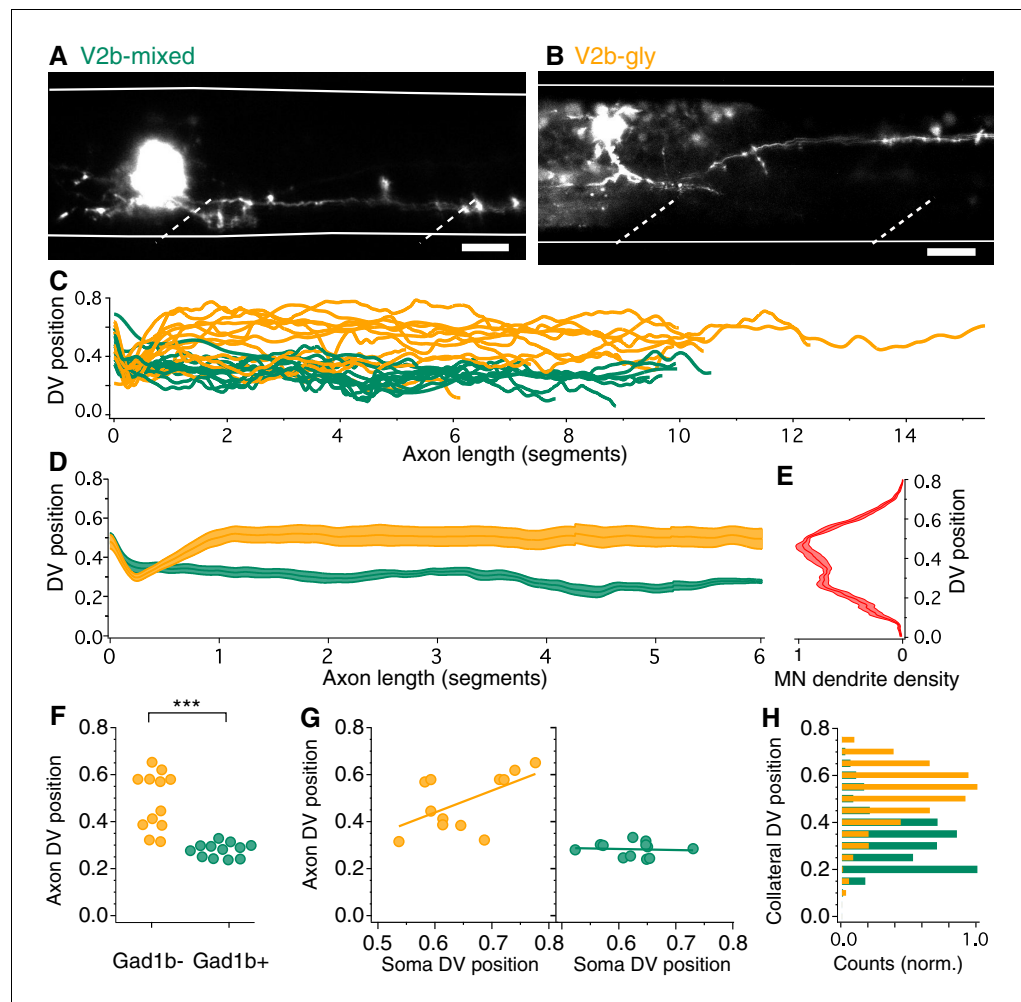 A V2b-mixed
B V2b-gly
C
DV position
0.8
0.4
0.0
0 2 4 6 8 10 12 14
Axon length (segments)
D
DV position
0.8
0.6
0.4
0.2
0.0
0 1 2 3 4 5 6
Axon length (segments)
E
0.8
0.6
0.4
0.2
0.0
DV position
1 0
MN dendrite density
F
***
Axon DV position
0.8
0.6
0.4
0.2
0.0
Gad1b- Gad1b+
G
Axon DV position
0.8
0.6
0.4
0.2
0.0
0.5 0.6 0.7 0.8
Soma DV position
0.6 0.7 0.8
Soma DV position
H
Collateral DV position
0.8
0.6
0.4
0.2
0.0
0.0 1.0
Counts (norm.)